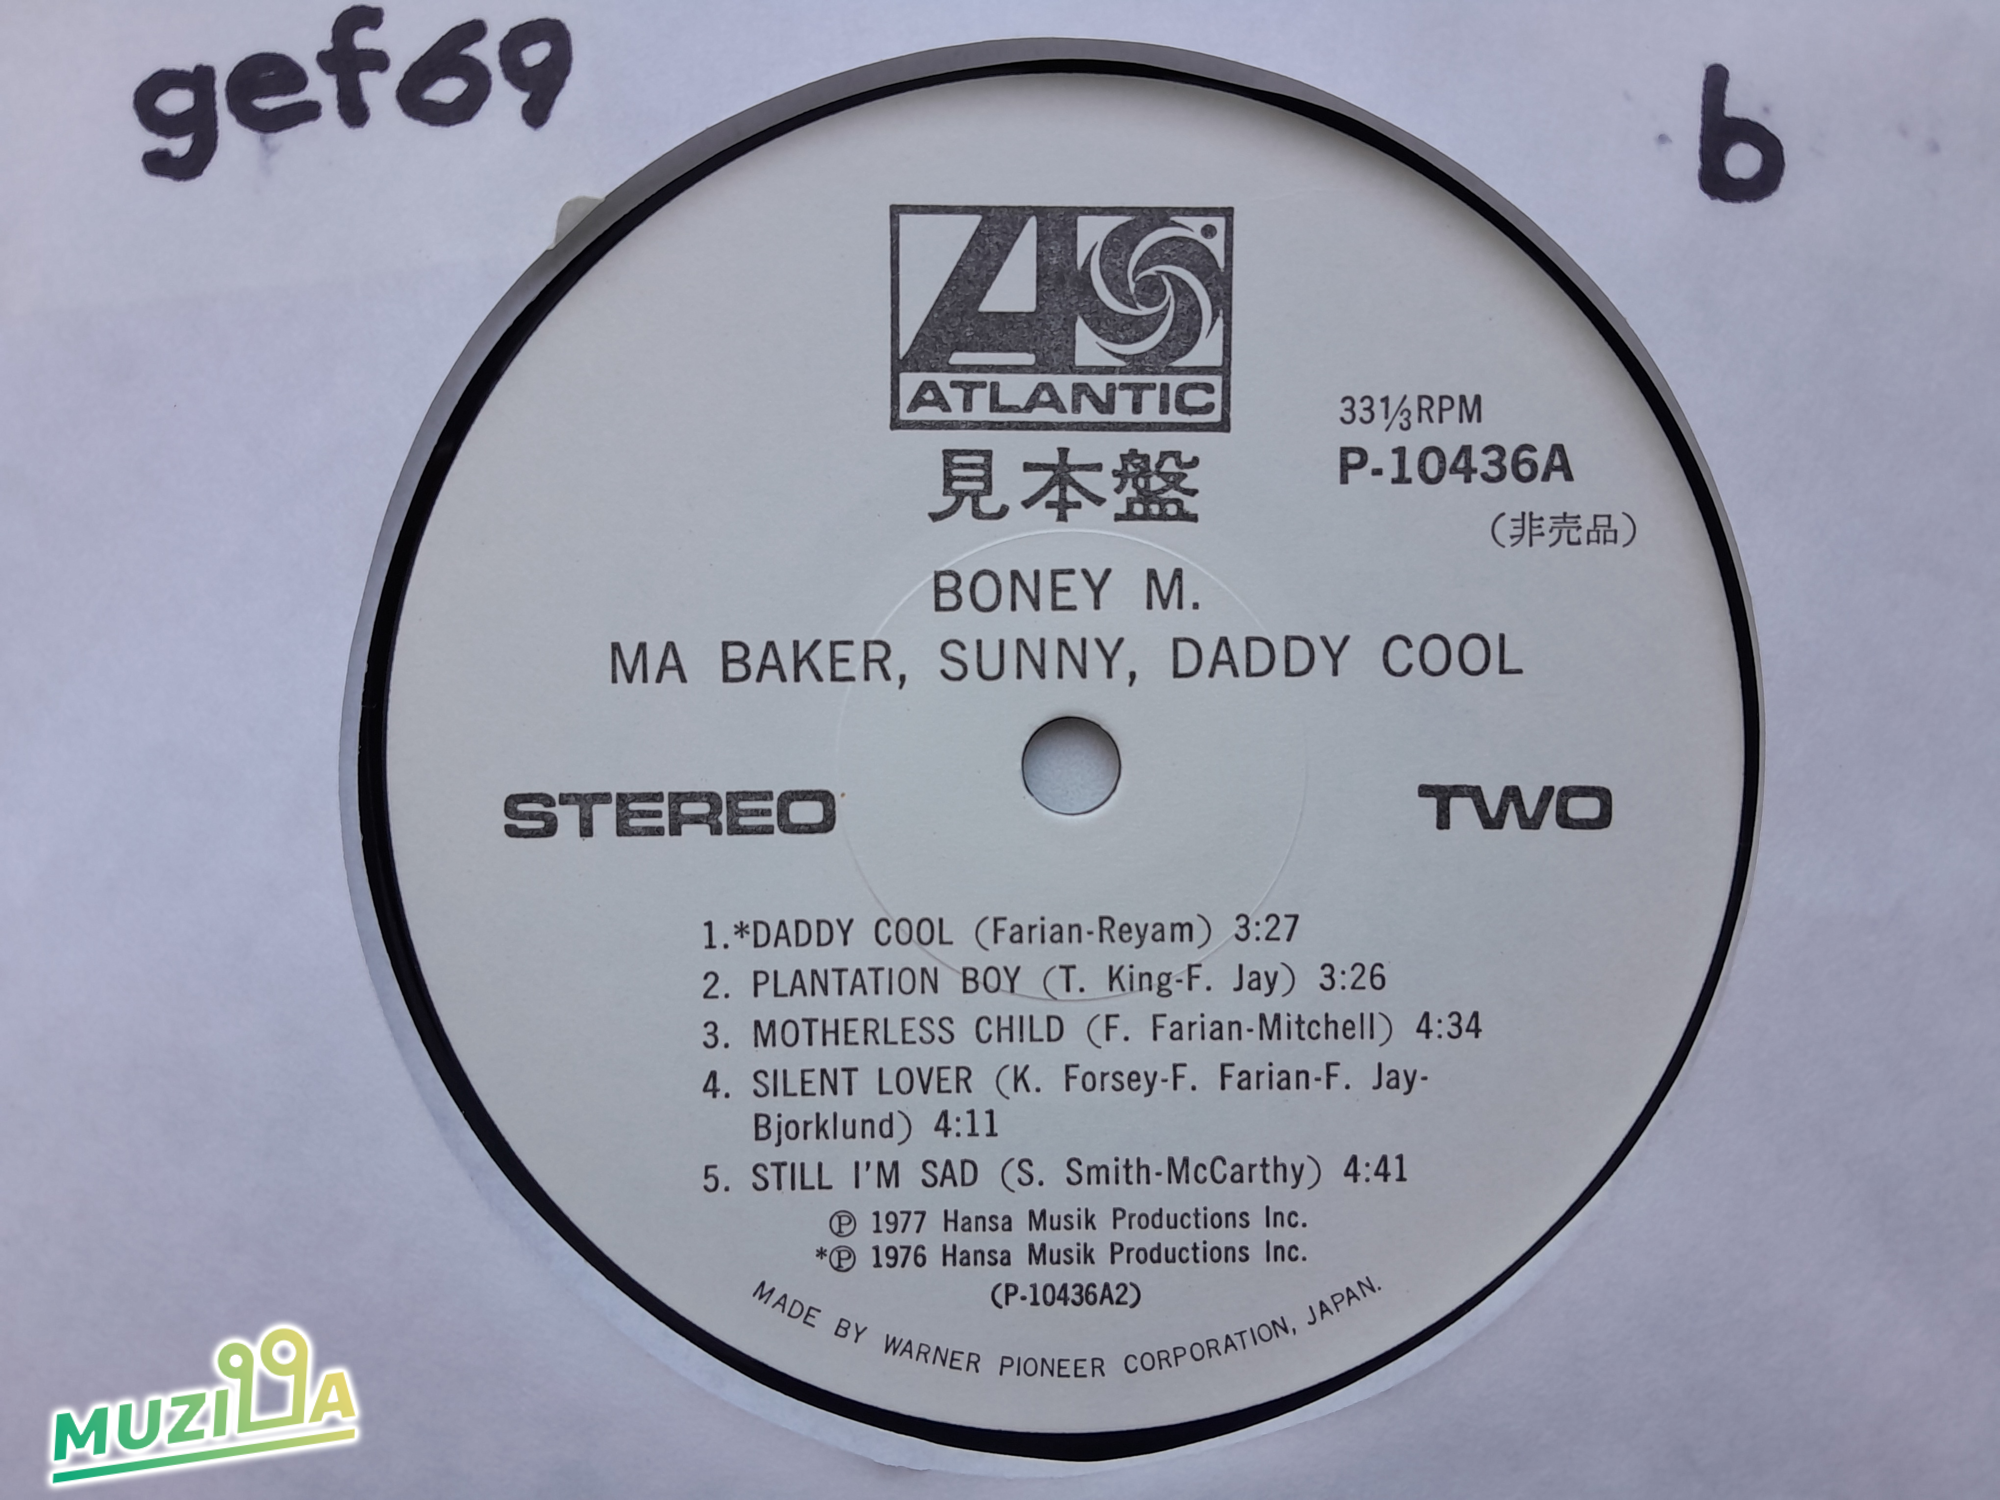 gef69
b
ATLANTIC
見本盤
33⅓RPM
P-10436A
（非売品）
BONEY M.
MA BAKER, SUNNY, DADDY COOL
STEREO
TWO
1.*DADDY COOL (Farian-Reyam) 3:27
2. PLANTATION BOY (T. King-F. Jay) 3:26
3. MOTHERLESS CHILD (F. Farian-Mitchell) 4:34
4. SILENT LOVER (K. Forsey-F. Farian-F. Jay-
Bjorklund) 4:11
5. STILL I'M SAD (S. Smith-McCarthy) 4:41
Ⓟ 1977 Hansa Musik Productions Inc.
*Ⓟ 1976 Hansa Musik Productions Inc.
(P-10436A2)
MADE BY WARNER PIONEER CORPORATION, JAPAN.
MUZILLA